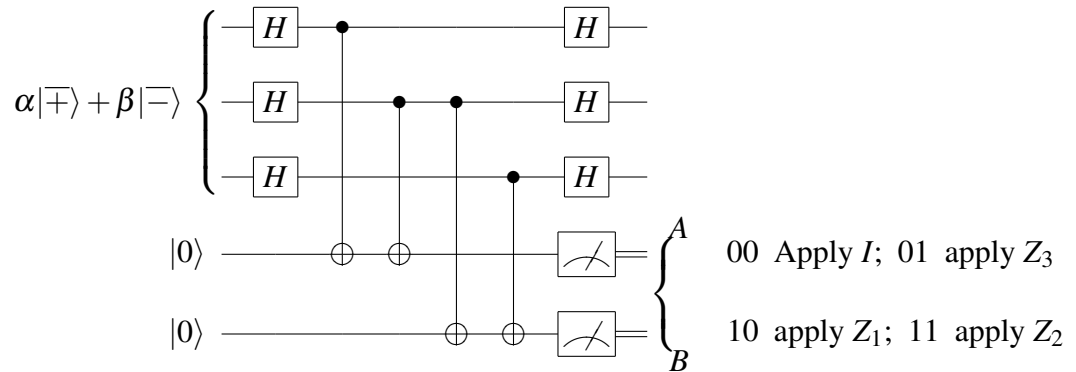 H H
α|+̅⟩ + β|−̅⟩ H H
H H
|0⟩ A 00 Apply I; 01 apply Z₃
|0⟩ B 10 apply Z₁; 11 apply Z₂